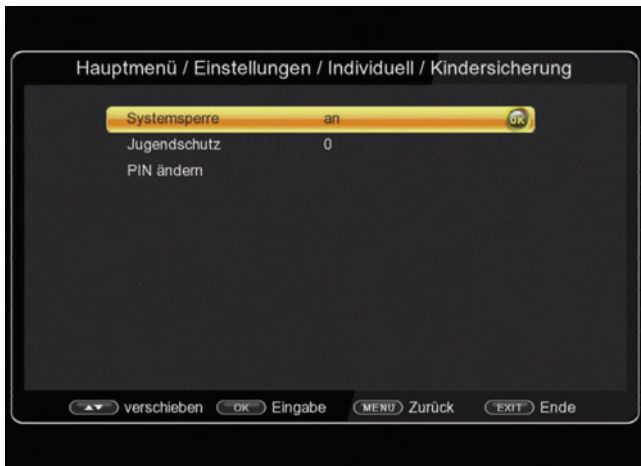 Hauptmenü / Einstellungen / Individuell / Kindersicherung
Systemsperre an OK
Jugendschutz 0
PIN ändern
verschieben OK Eingabe MENU Zurück EXIT Ende